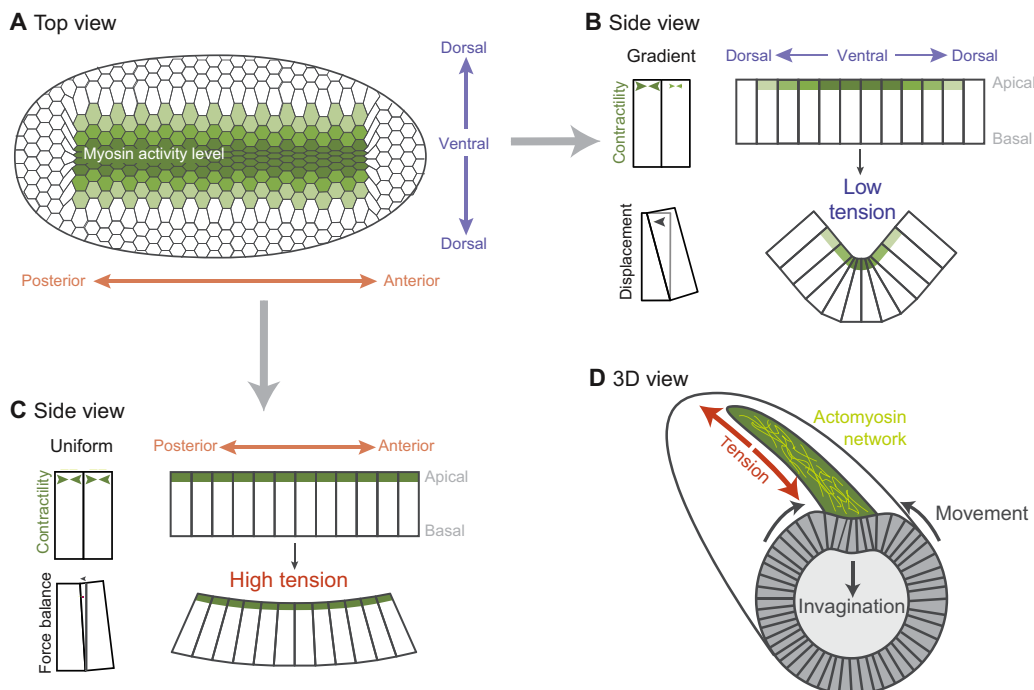 A Top view
Dorsal
Ventral
Dorsal
Myosin activity level
Posterior
Anterior
B Side view
Gradient
Contractility
Dorsal
Ventral
Dorsal
Apical
Basal
Low
tension
Displacement
C Side view
Uniform
Contractility
Posterior
Anterior
Apical
Basal
High tension
Force balance
D 3D view
Actomyosin
network
Tension
Movement
Invagination